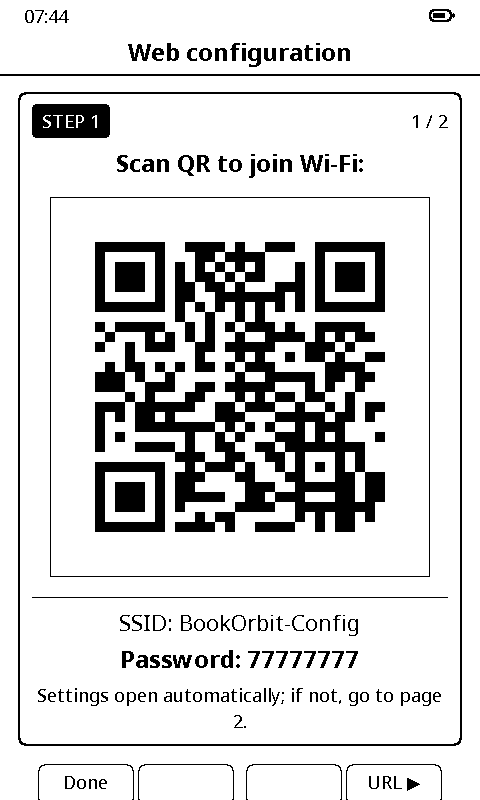 07:44
Web configuration
STEP 1
1 / 2
Scan QR to join Wi-Fi:
SSID: BookOrbit-Config
Password: 77777777
Settings open automatically; if not, go to page
2.
Done
URL ▶